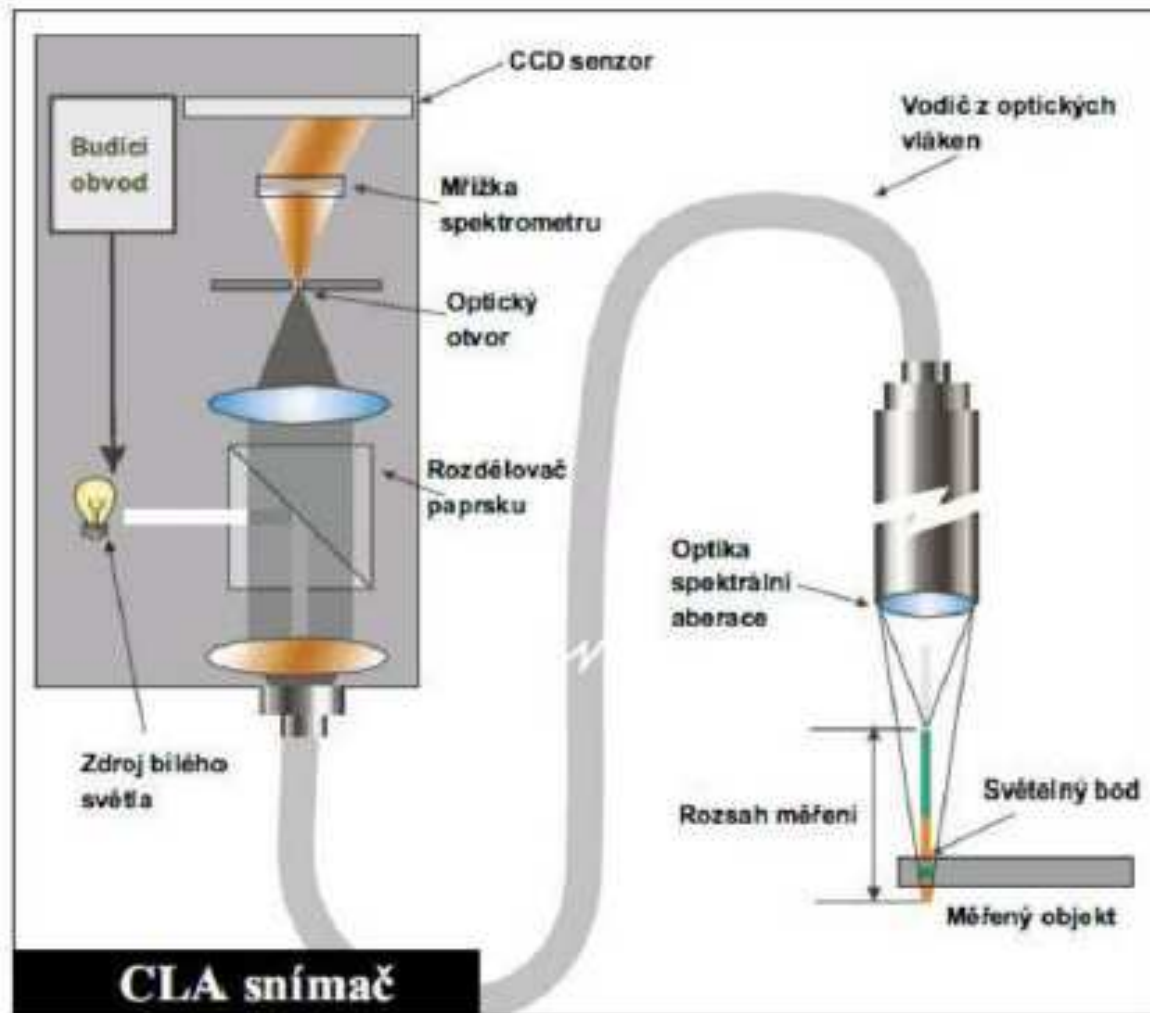 CCD senzor
Vodič z optických
vláken
Budící
obvod
Mřížka
spektrometru
Optický
otvor
Rozdělovač
paprsku
Optika
spektrální
aberace
Zdroj bílého
světla
Rozsah měření
Světelný bod
Měřený objekt
CLA snímač